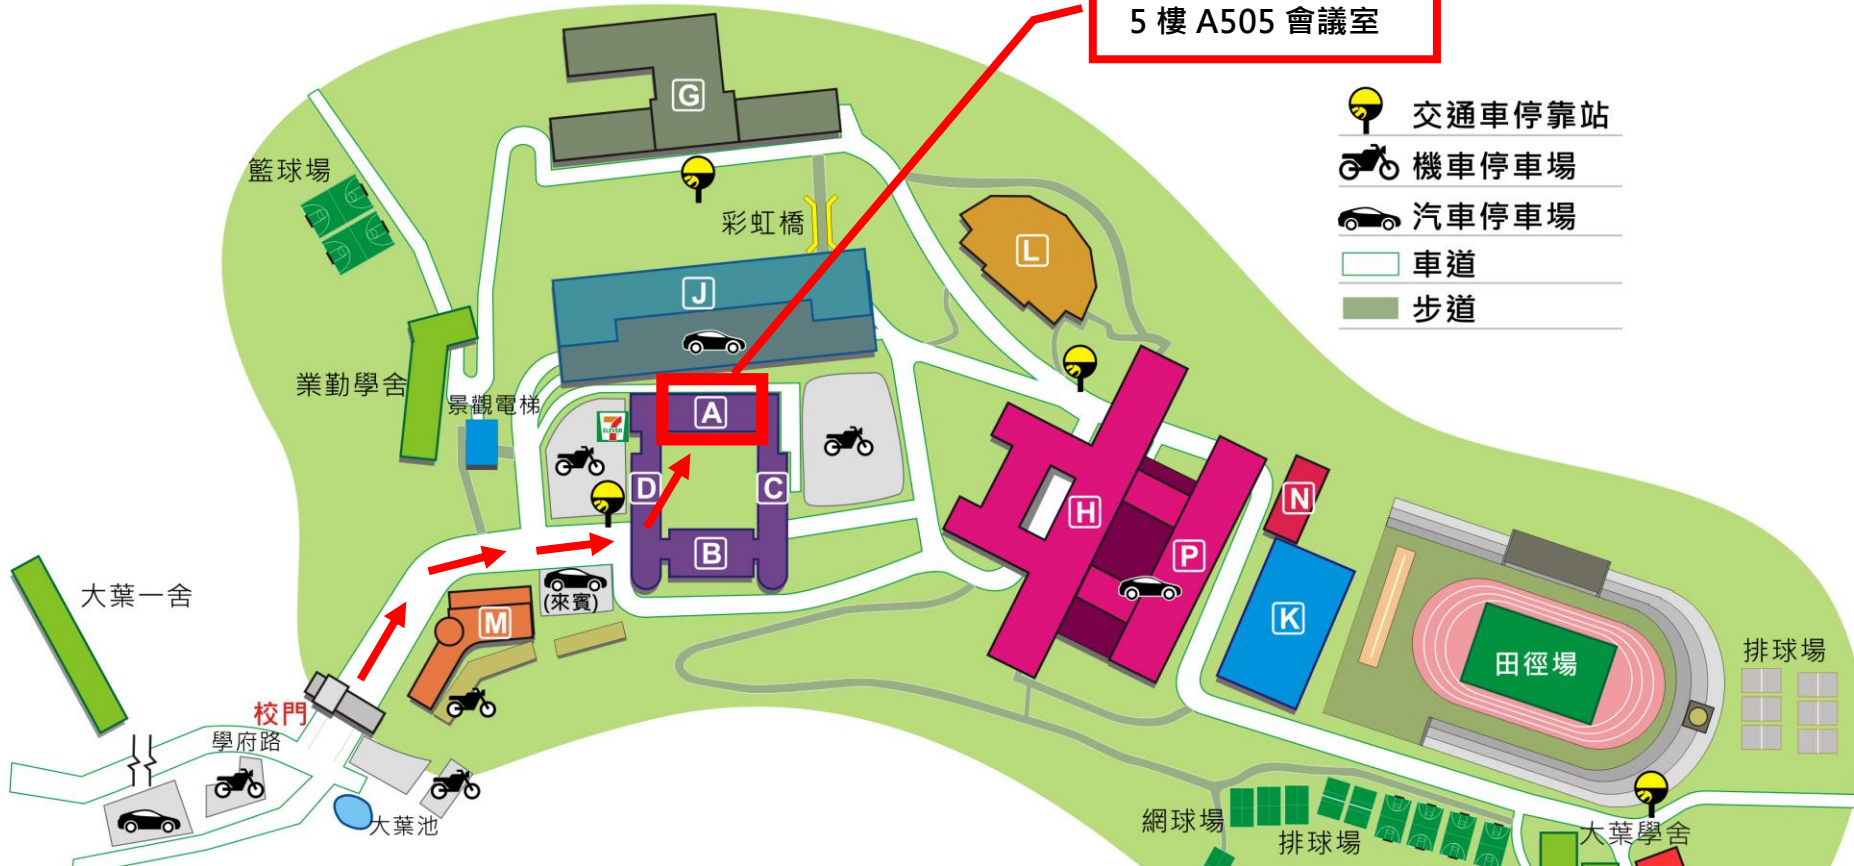 5 樓 A505 會議室
交通車停靠站
機車停車場
汽車停車場
車道
步道
G
籃球場
彩虹橋
L
J
業勤學舍
景觀電梯
7
ELEVEn
A
D
C
B
H
N
P
K
大葉一舍
(來賓)
M
田徑場
排球場
校門
學府路
大葉池
網球場
排球場
大葉學舍